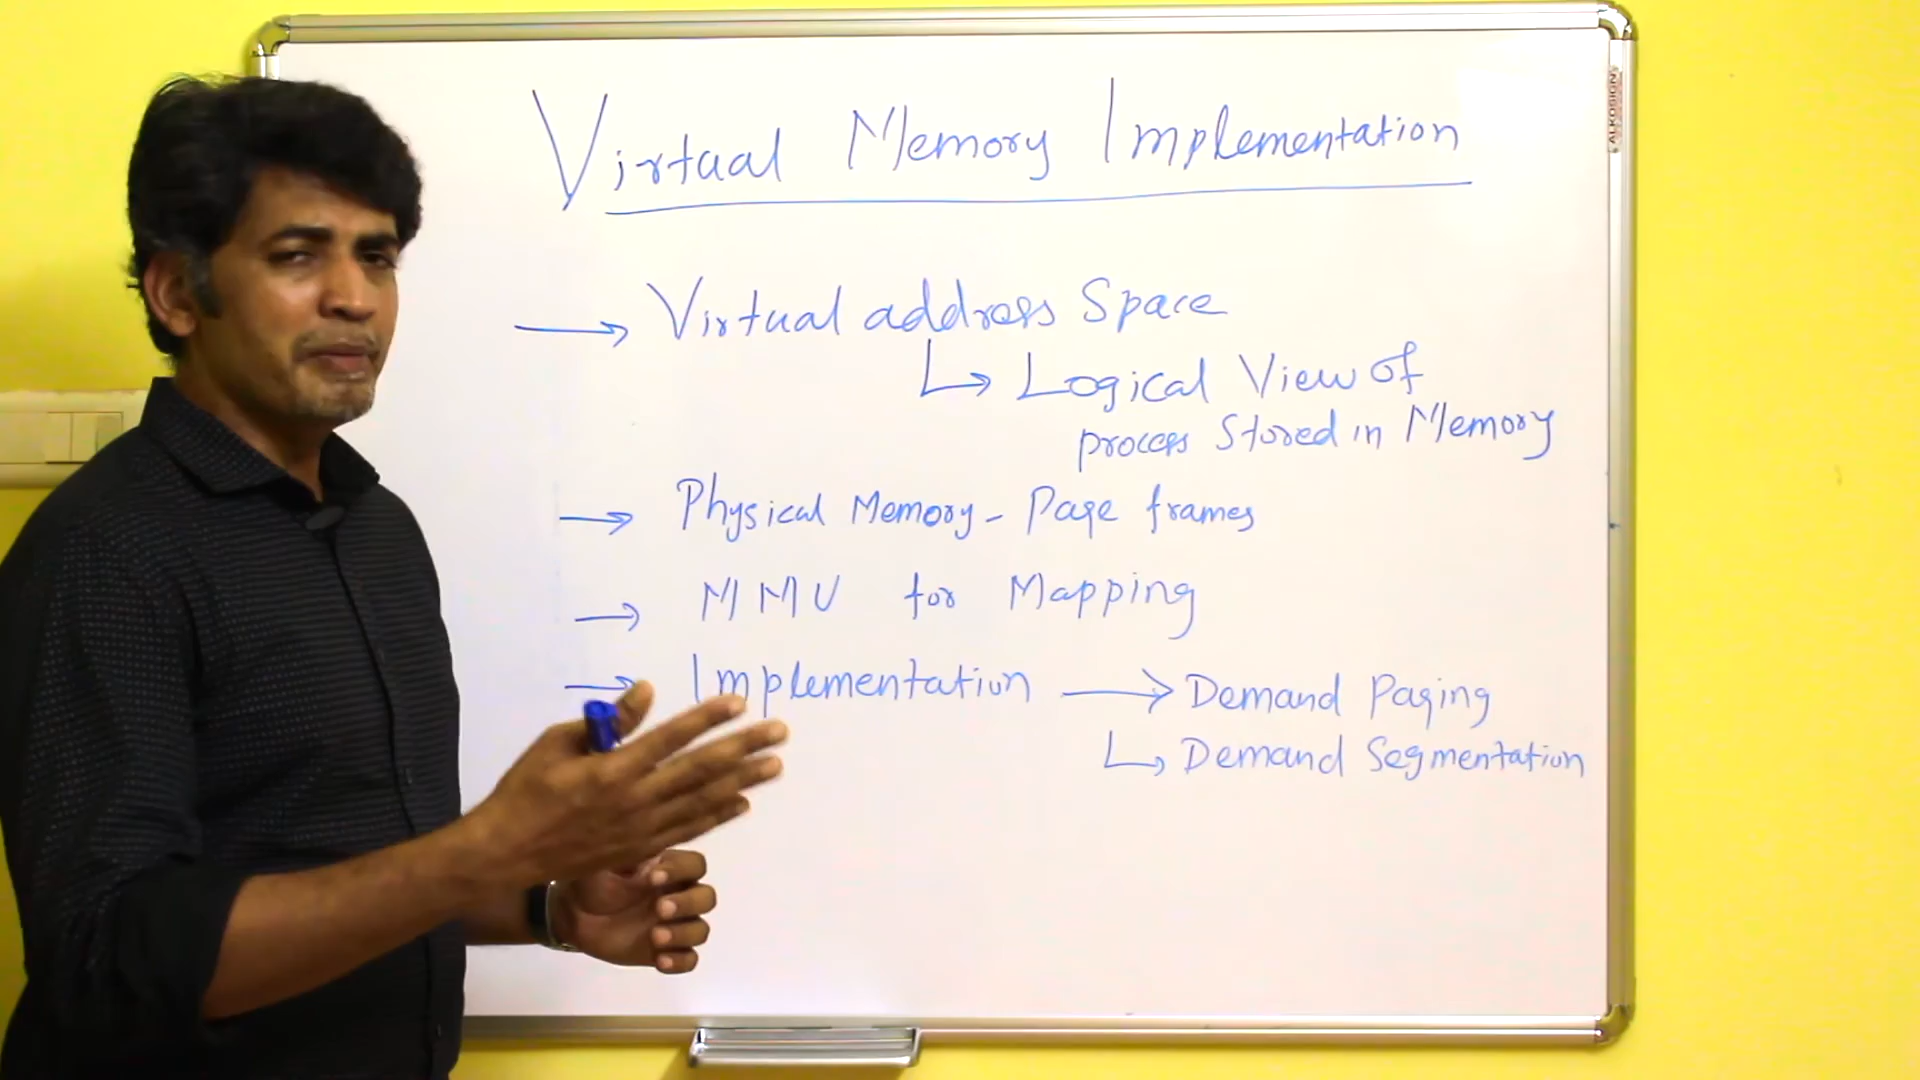 Virtual Memory Implementation
→ Virtual address Space
↳ Logical View of
process Stored in Memory
→ Physical Memory - Page frames
→ MMU for Mapping
→ Implementation → Demand Paging
↳ Demand Segmentation
ALKOSIGN